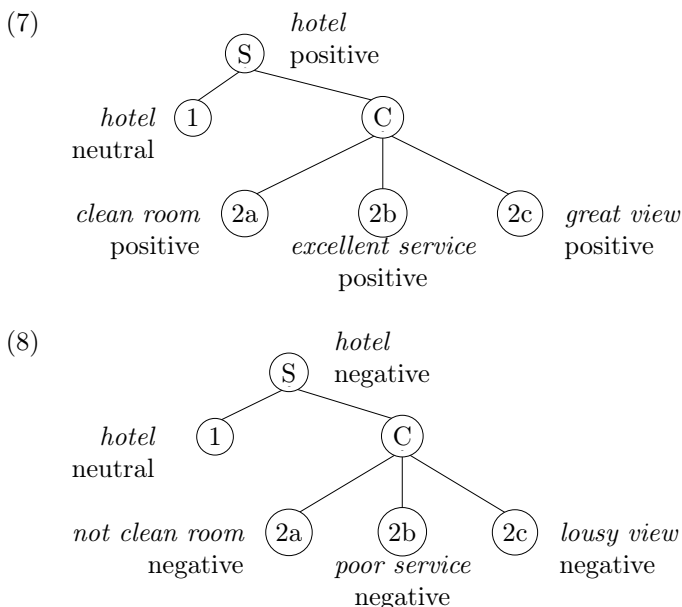 (7)
hotel
positive
S
hotel
neutral
1
C
clean room
positive
2a
2b
excellent service
positive
2c
great view
positive
(8)
hotel
negative
S
hotel
neutral
1
C
not clean room
negative
2a
2b
poor service
negative
2c
lousy view
negative